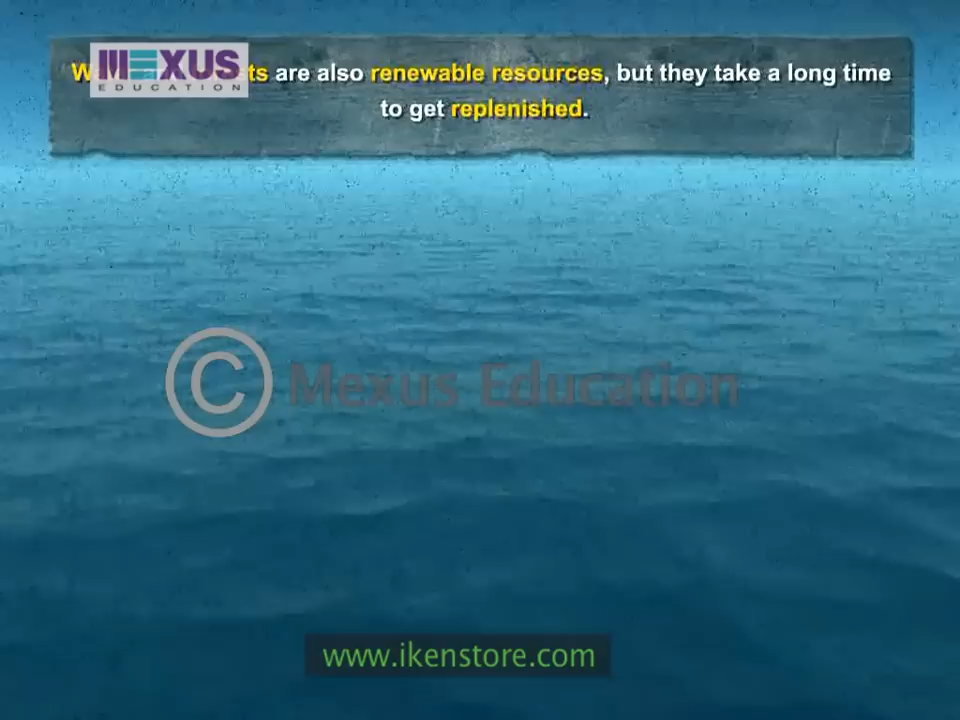 MEXUS
EDUCATION
are also renewable resources, but they take a long time
to get replenished.
© Mexus Education
www.ikenstore.com